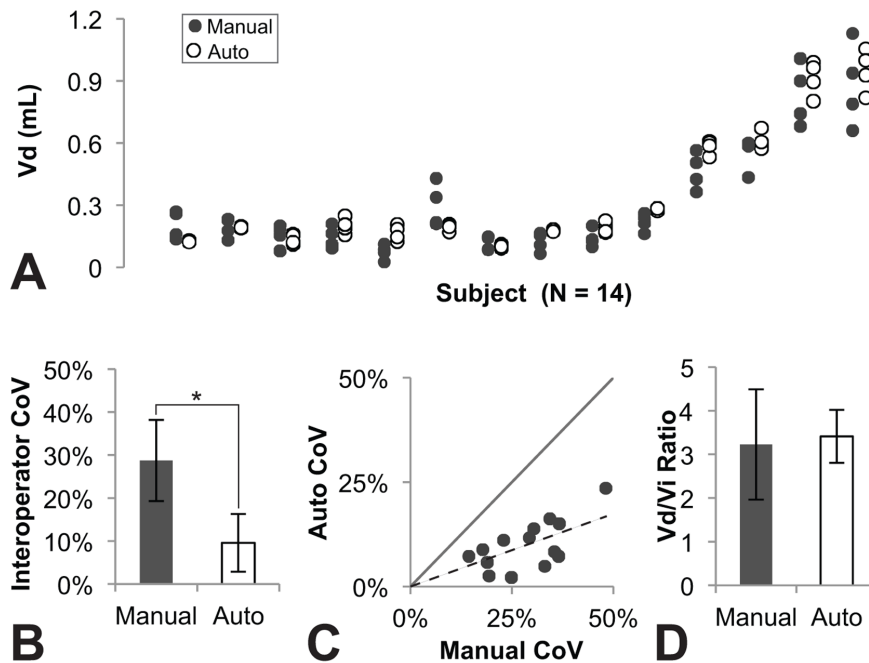 1.2
0.9
0.6
0.3
0
Vd (mL)
Manual
Auto
A
Subject (N = 14)
50%
40%
30%
20%
10%
0%
Interoperator CoV
*
Manual Auto
B
50%
25%
0%
Auto CoV
0% 25% 50%
Manual CoV
C
5
4
3
2
1
0
Vd/Vi Ratio
Manual Auto
D